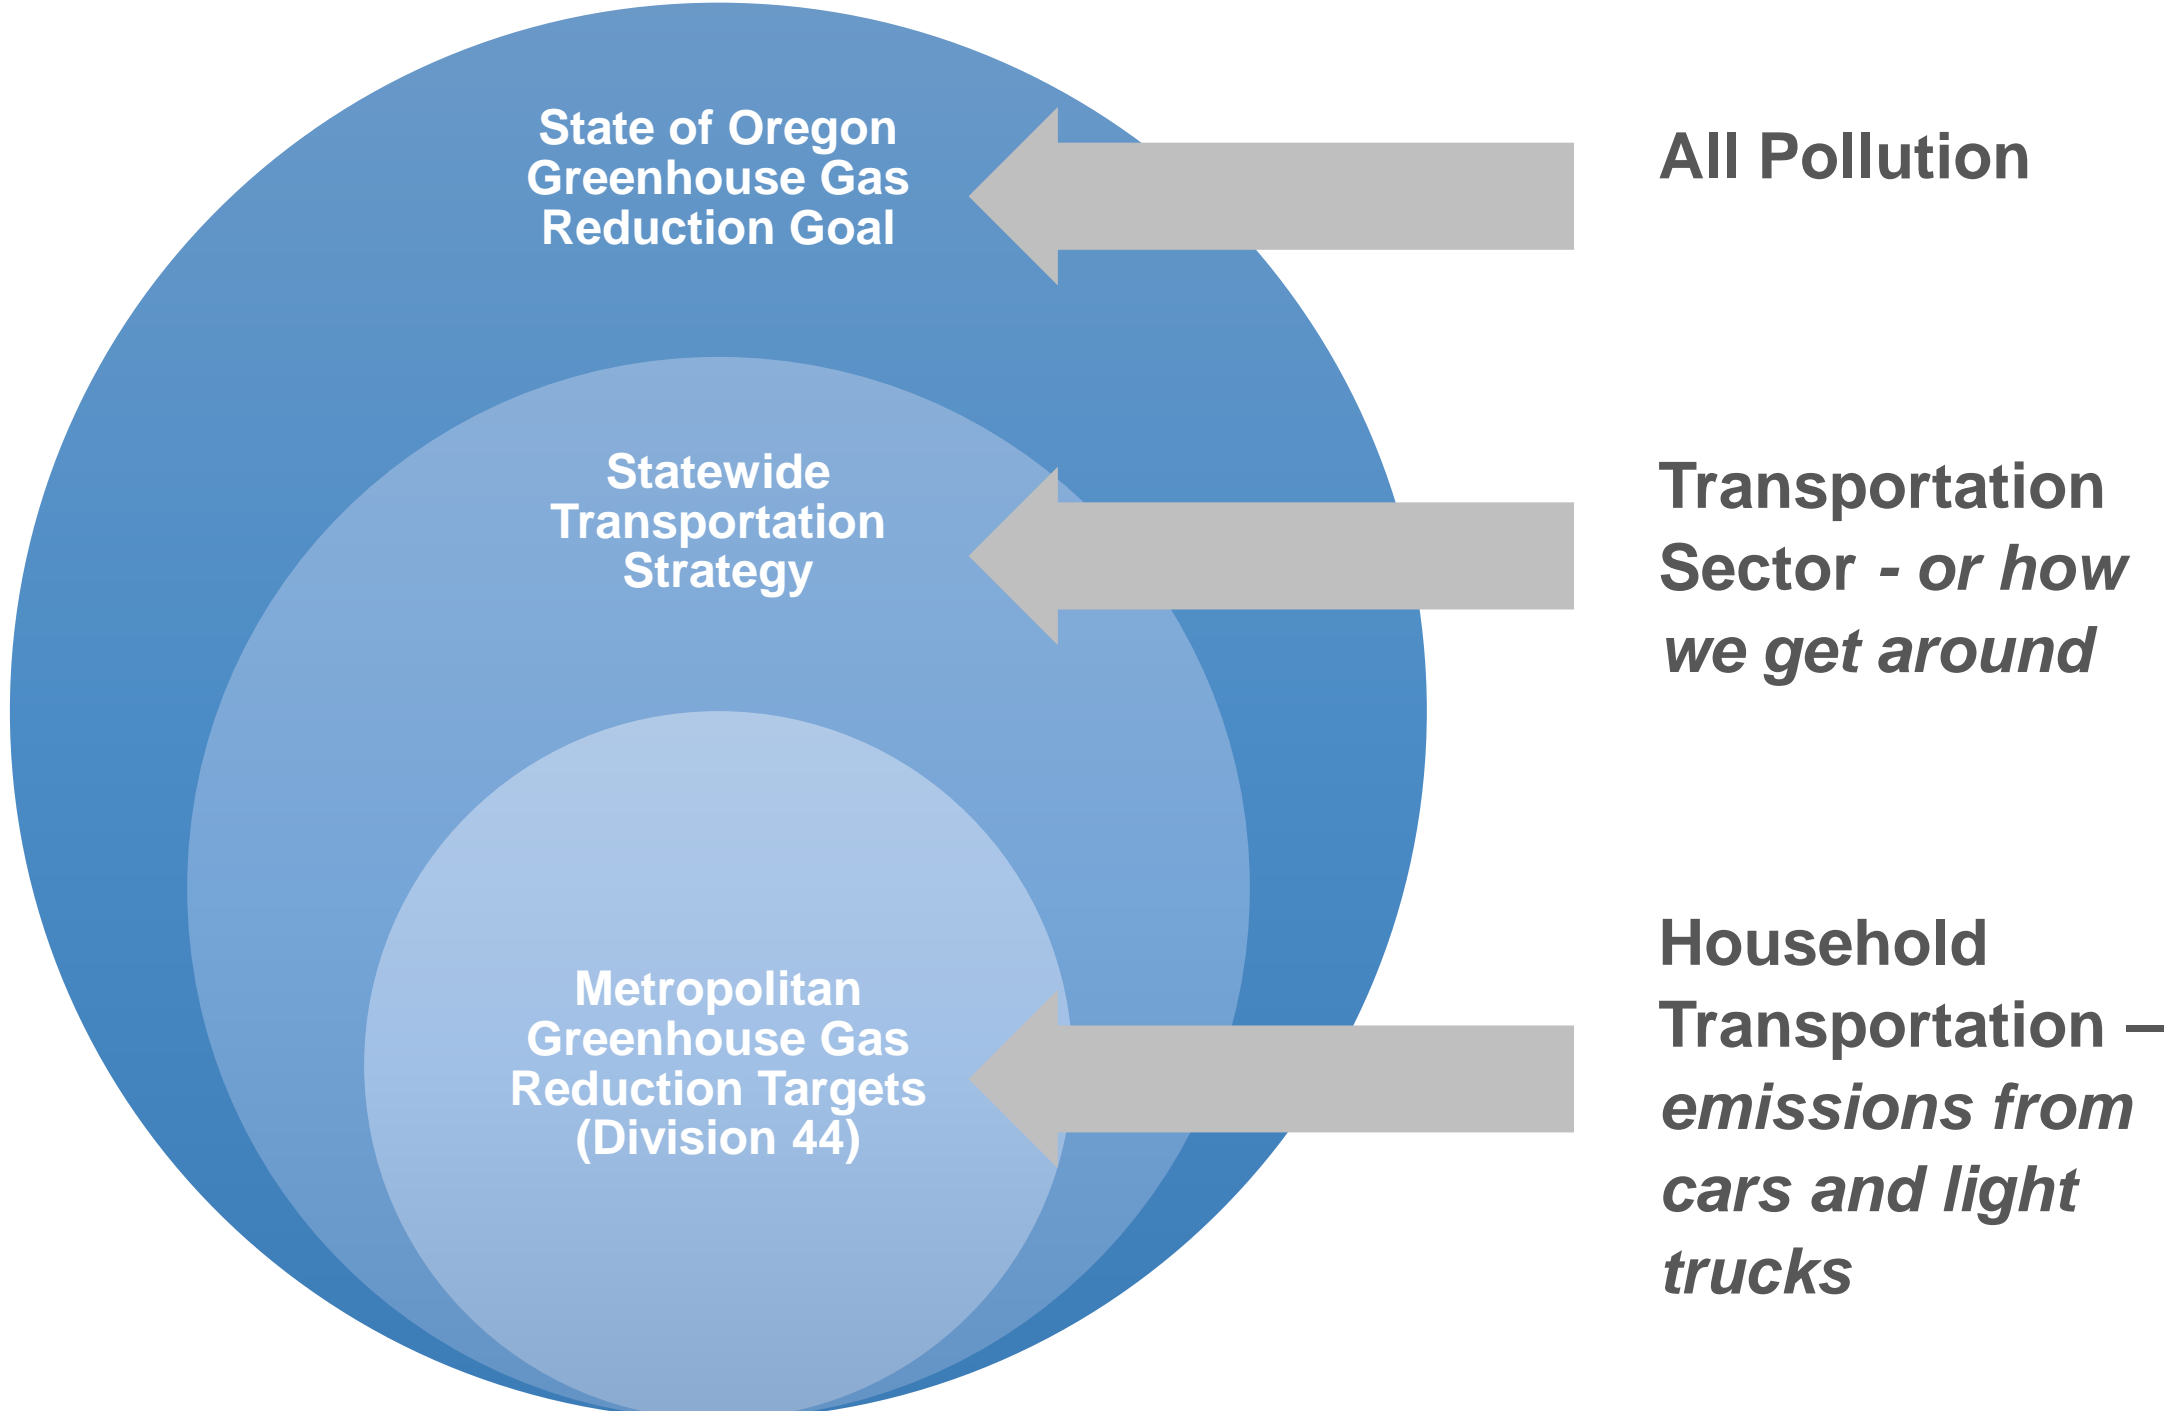 State of Oregon
Greenhouse Gas
Reduction Goal
All Pollution
Statewide
Transportation
Strategy
Transportation
Sector - or how
we get around
Metropolitan
Greenhouse Gas
Reduction Targets
(Division 44)
Household
Transportation –
emissions from
cars and light
trucks